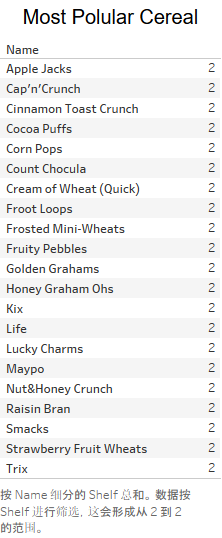 Most Polular Cereal
Name
Apple Jacks 2
Cap'n'Crunch 2
Cinnamon Toast Crunch 2
Cocoa Puffs 2
Corn Pops 2
Count Chocula 2
Cream of Wheat (Quick) 2
Froot Loops 2
Frosted Mini-Wheats 2
Fruity Pebbles 2
Golden Grahams 2
Honey Graham Ohs 2
Kix 2
Life 2
Lucky Charms 2
Maypo 2
Nut&Honey Crunch 2
Raisin Bran 2
Smacks 2
Strawberry Fruit Wheats 2
Trix 2
按 Name 细分的 Shelf 总和。 数据按
Shelf 进行筛选, 这会形成从 2 到 2
的范围。